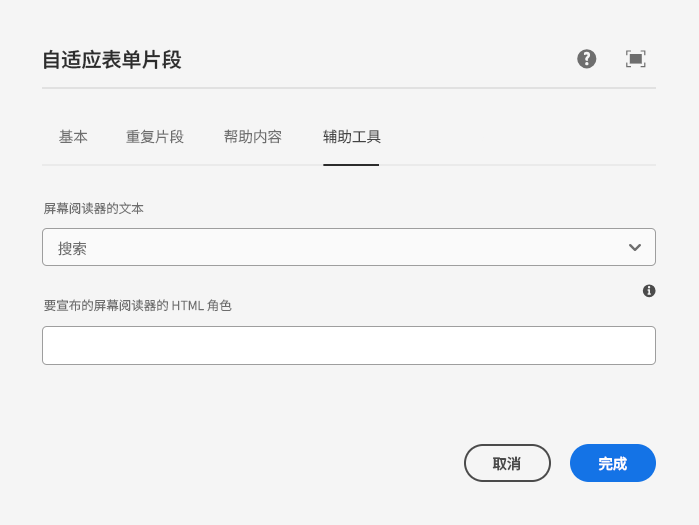 自适应表单片段
基本 重复片段 帮助内容 辅助工具
屏幕阅读器的文本
搜索
要宣布的屏幕阅读器的 HTML 角色
取消 完成